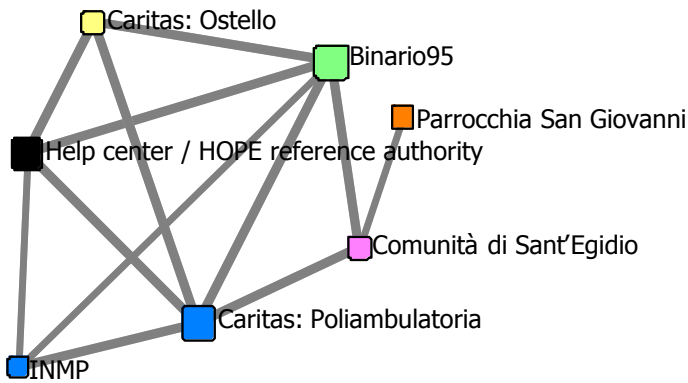 Caritas: Ostello
Binario95
Parrocchia San Giovanni
Help center / HOPE reference authority
Comunità di Sant’Egidio
Caritas: Poliambulatoria
INMP